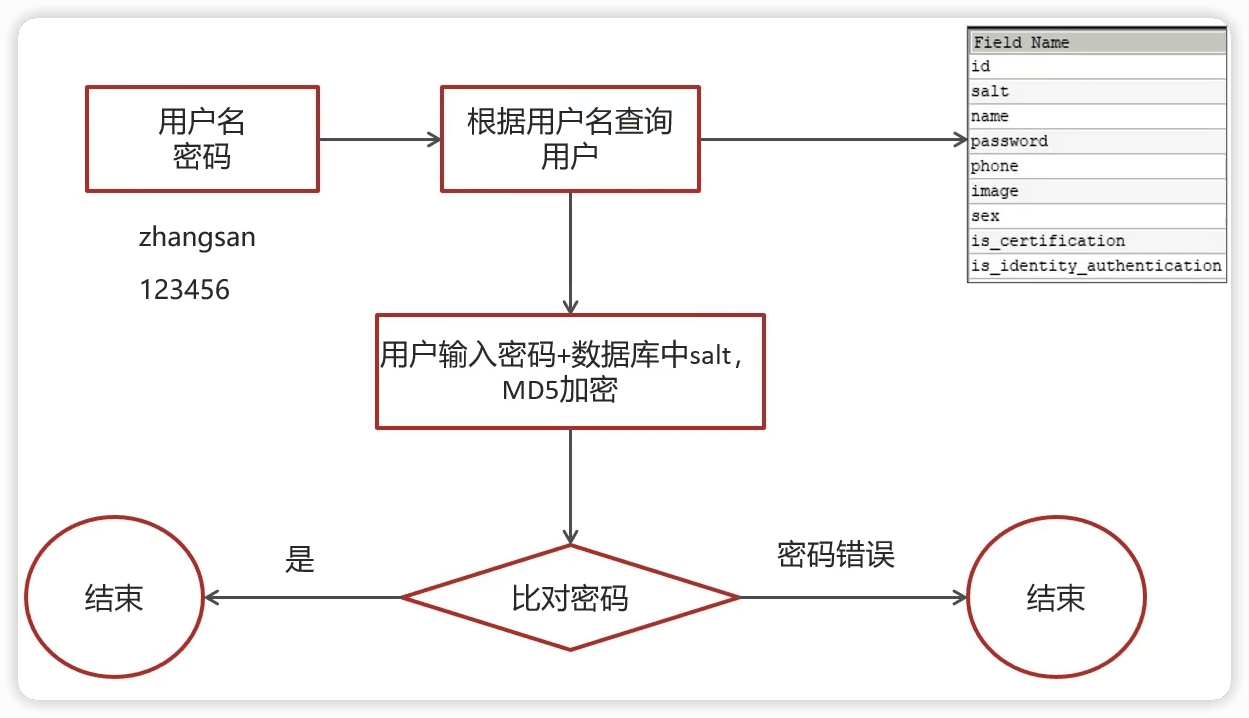 用户名
密码
zhangsan
123456
根据用户名查询
用户
Field Name
id
salt
name
password
phone
image
sex
is_certification
is_identity_authentication
用户输入密码+数据库中salt，
MD5加密
比对密码
是
结束
密码错误
结束